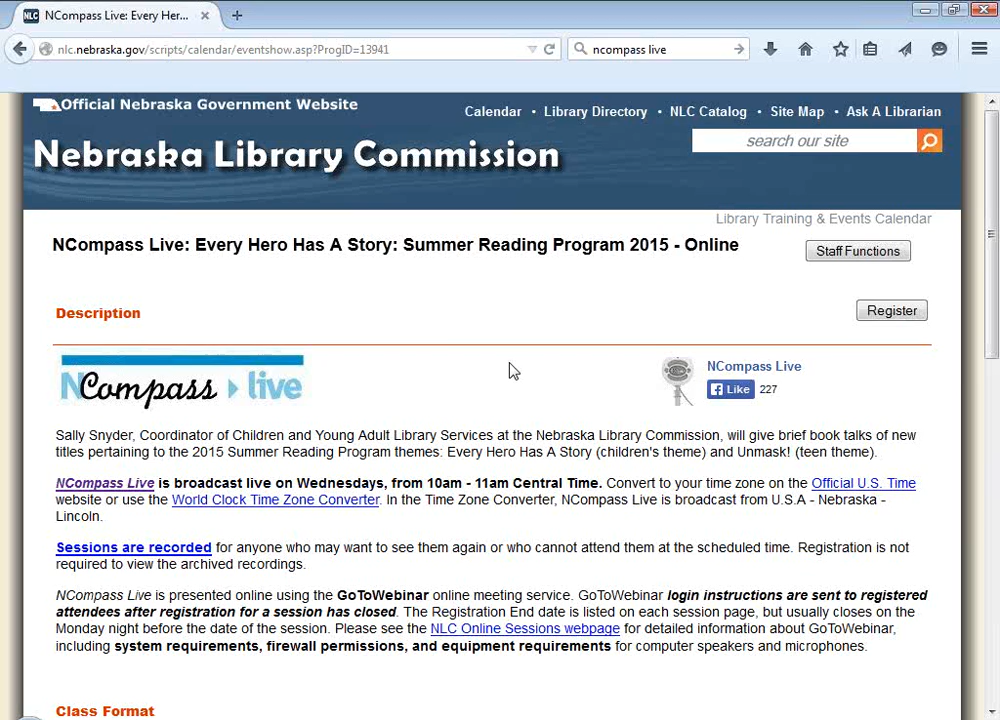 NLC NCompass Live: Every Her...
nlc.nebraska.gov/scripts/calendar/eventshow.asp?ProgID=13941
ncompass live
Official Nebraska Government Website
Calendar • Library Directory • NLC Catalog • Site Map • Ask A Librarian
search our site
Nebraska Library Commission
Library Training & Events Calendar
NCompass Live: Every Hero Has A Story: Summer Reading Program 2015 - Online
Staff Functions
Description
Register
NCompass live
NCompass Live
Like 227
Sally Snyder, Coordinator of Children and Young Adult Library Services at the Nebraska Library Commission, will give brief book talks of new
titles pertaining to the 2015 Summer Reading Program themes: Every Hero Has A Story (children's theme) and Unmask! (teen theme).
NCompass Live is broadcast live on Wednesdays, from 10am - 11am Central Time. Convert to your time zone on the Official U.S. Time
website or use the World Clock Time Zone Converter. In the Time Zone Converter, NCompass Live is broadcast from U.S.A - Nebraska -
Lincoln.
Sessions are recorded for anyone who may want to see them again or who cannot attend them at the scheduled time. Registration is not
required to view the archived recordings.
NCompass Live is presented online using the GoToWebinar online meeting service. GoToWebinar login instructions are sent to registered
attendees after registration for a session has closed. The Registration End date is listed on each session page, but usually closes on the
Monday night before the date of the session. Please see the NLC Online Sessions webpage for detailed information about GoToWebinar,
including system requirements, firewall permissions, and equipment requirements for computer speakers and microphones.
Class Format